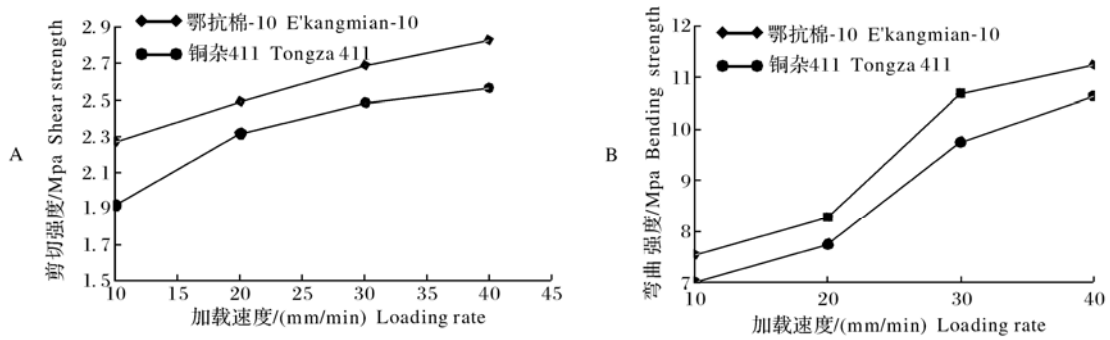 A
剪切强度/Mpa Shear strength
2.9
2.7
2.5
2.3
2.1
1.9
1.7
1.5
鄂抗棉-10 E'kangmian-10
铜杂411 Tongza 411
10 15 20 25 30 35 40 45
加载速度/(mm/min) Loading rate
B
弯曲强度/Mpa Bending strength
12
11
10
9
8
7
鄂抗棉-10 E'kangmian-10
铜杂411 Tongza 411
10 20 30 40
加载速度/(mm/min) Loading rate